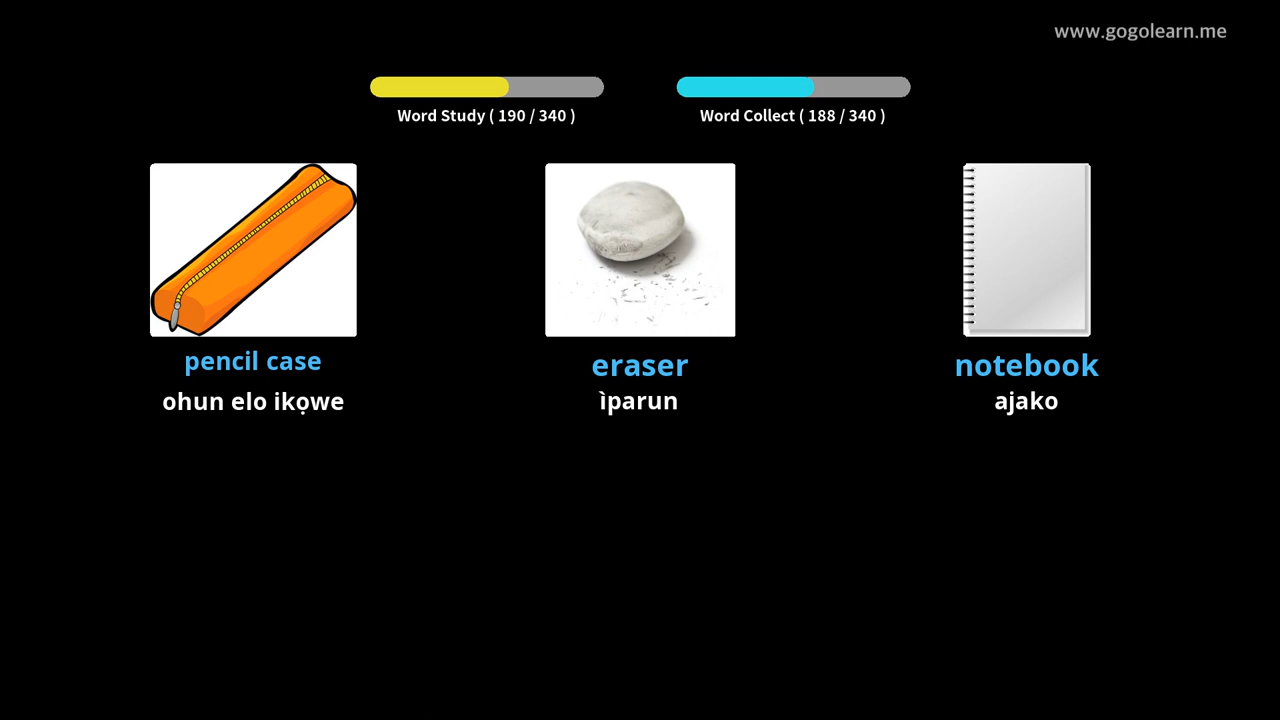 www.gogolearn.me
Word Study ( 190 / 340 )
Word Collect ( 188 / 340 )
pencil case
eraser
notebook
ohun elo ikọwe
ìparun
ajako